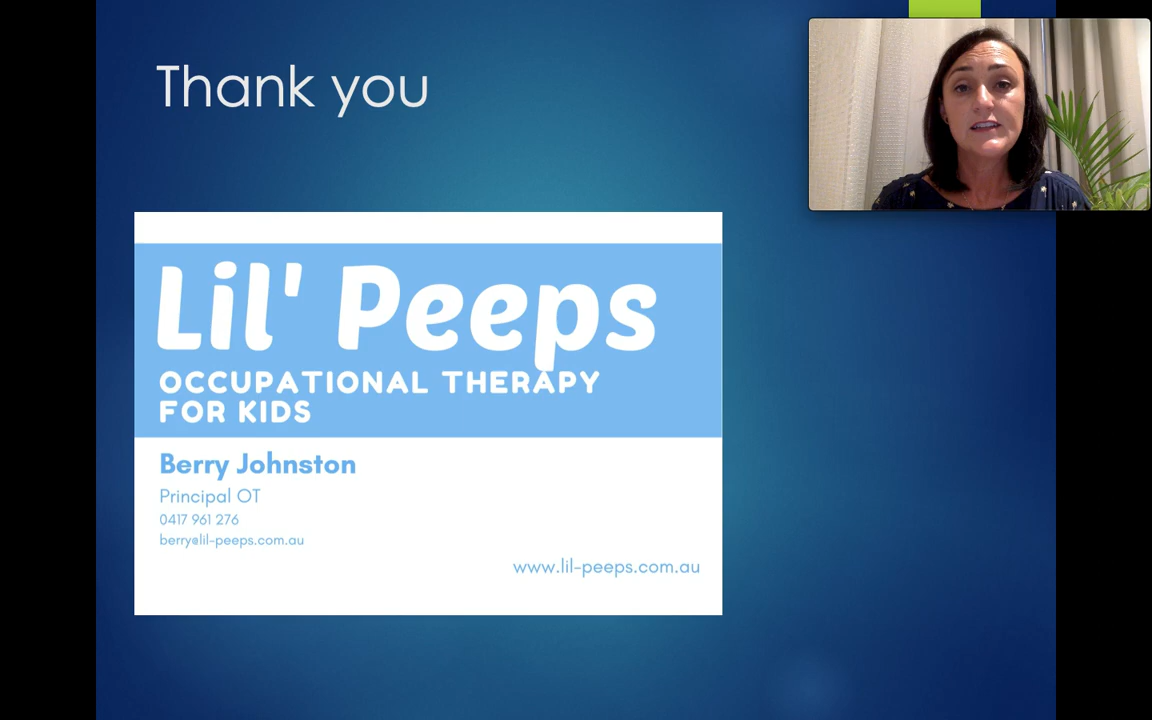 Thank you
Lil' Peeps
OCCUPATIONAL THERAPY
FOR KIDS
Berry Johnston
Principal OT
0417 961 276
berry@lil-peeps.com.au
www.lil-peeps.com.au